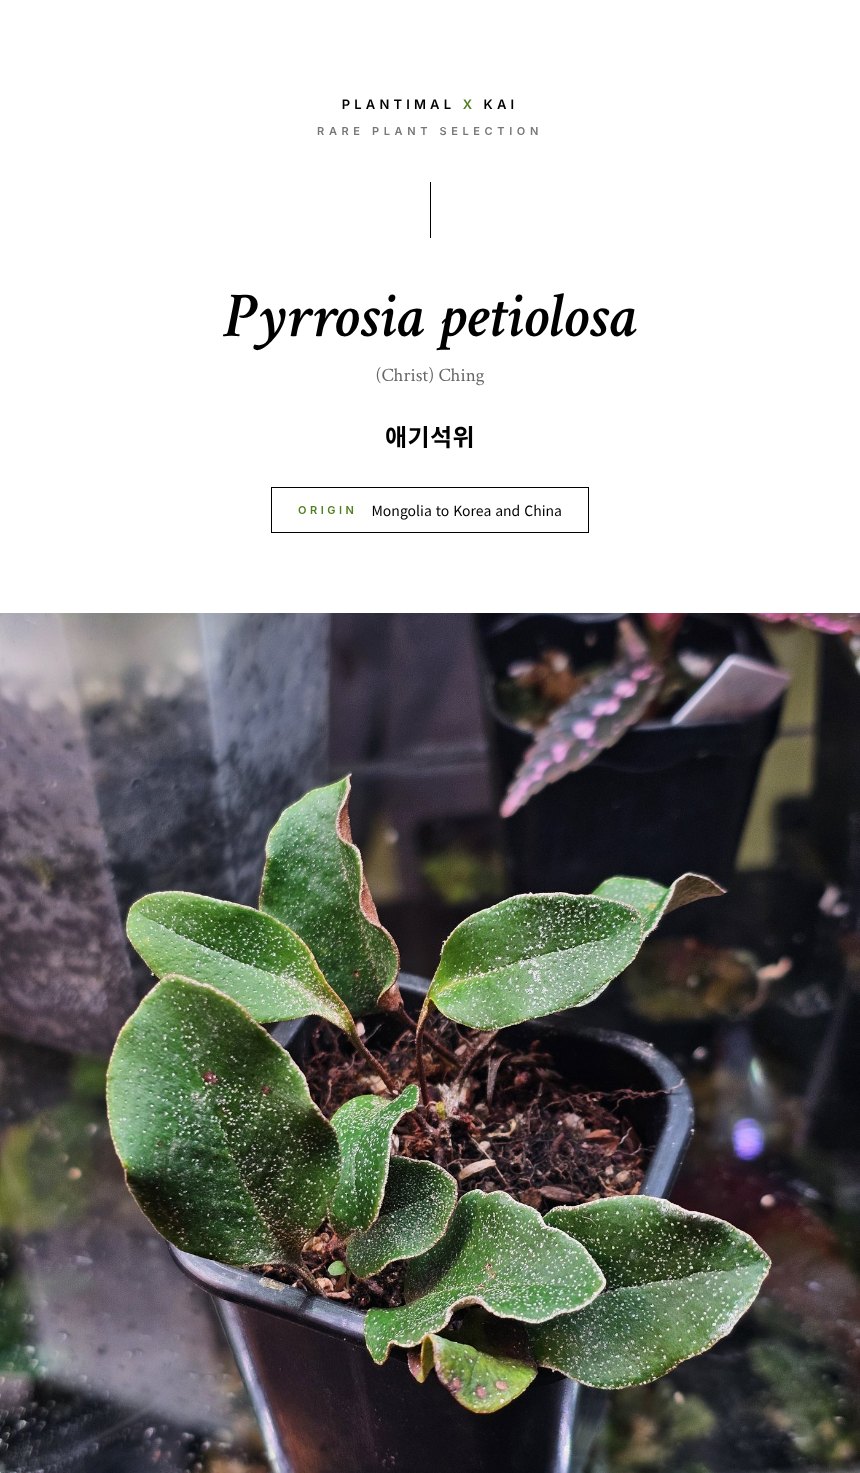 PLANTIMAL X KAI
RARE PLANT SELECTION
Pyrrosia petiolosa
(Christ) Ching
애기석위
ORIGIN Mongolia to Korea and China